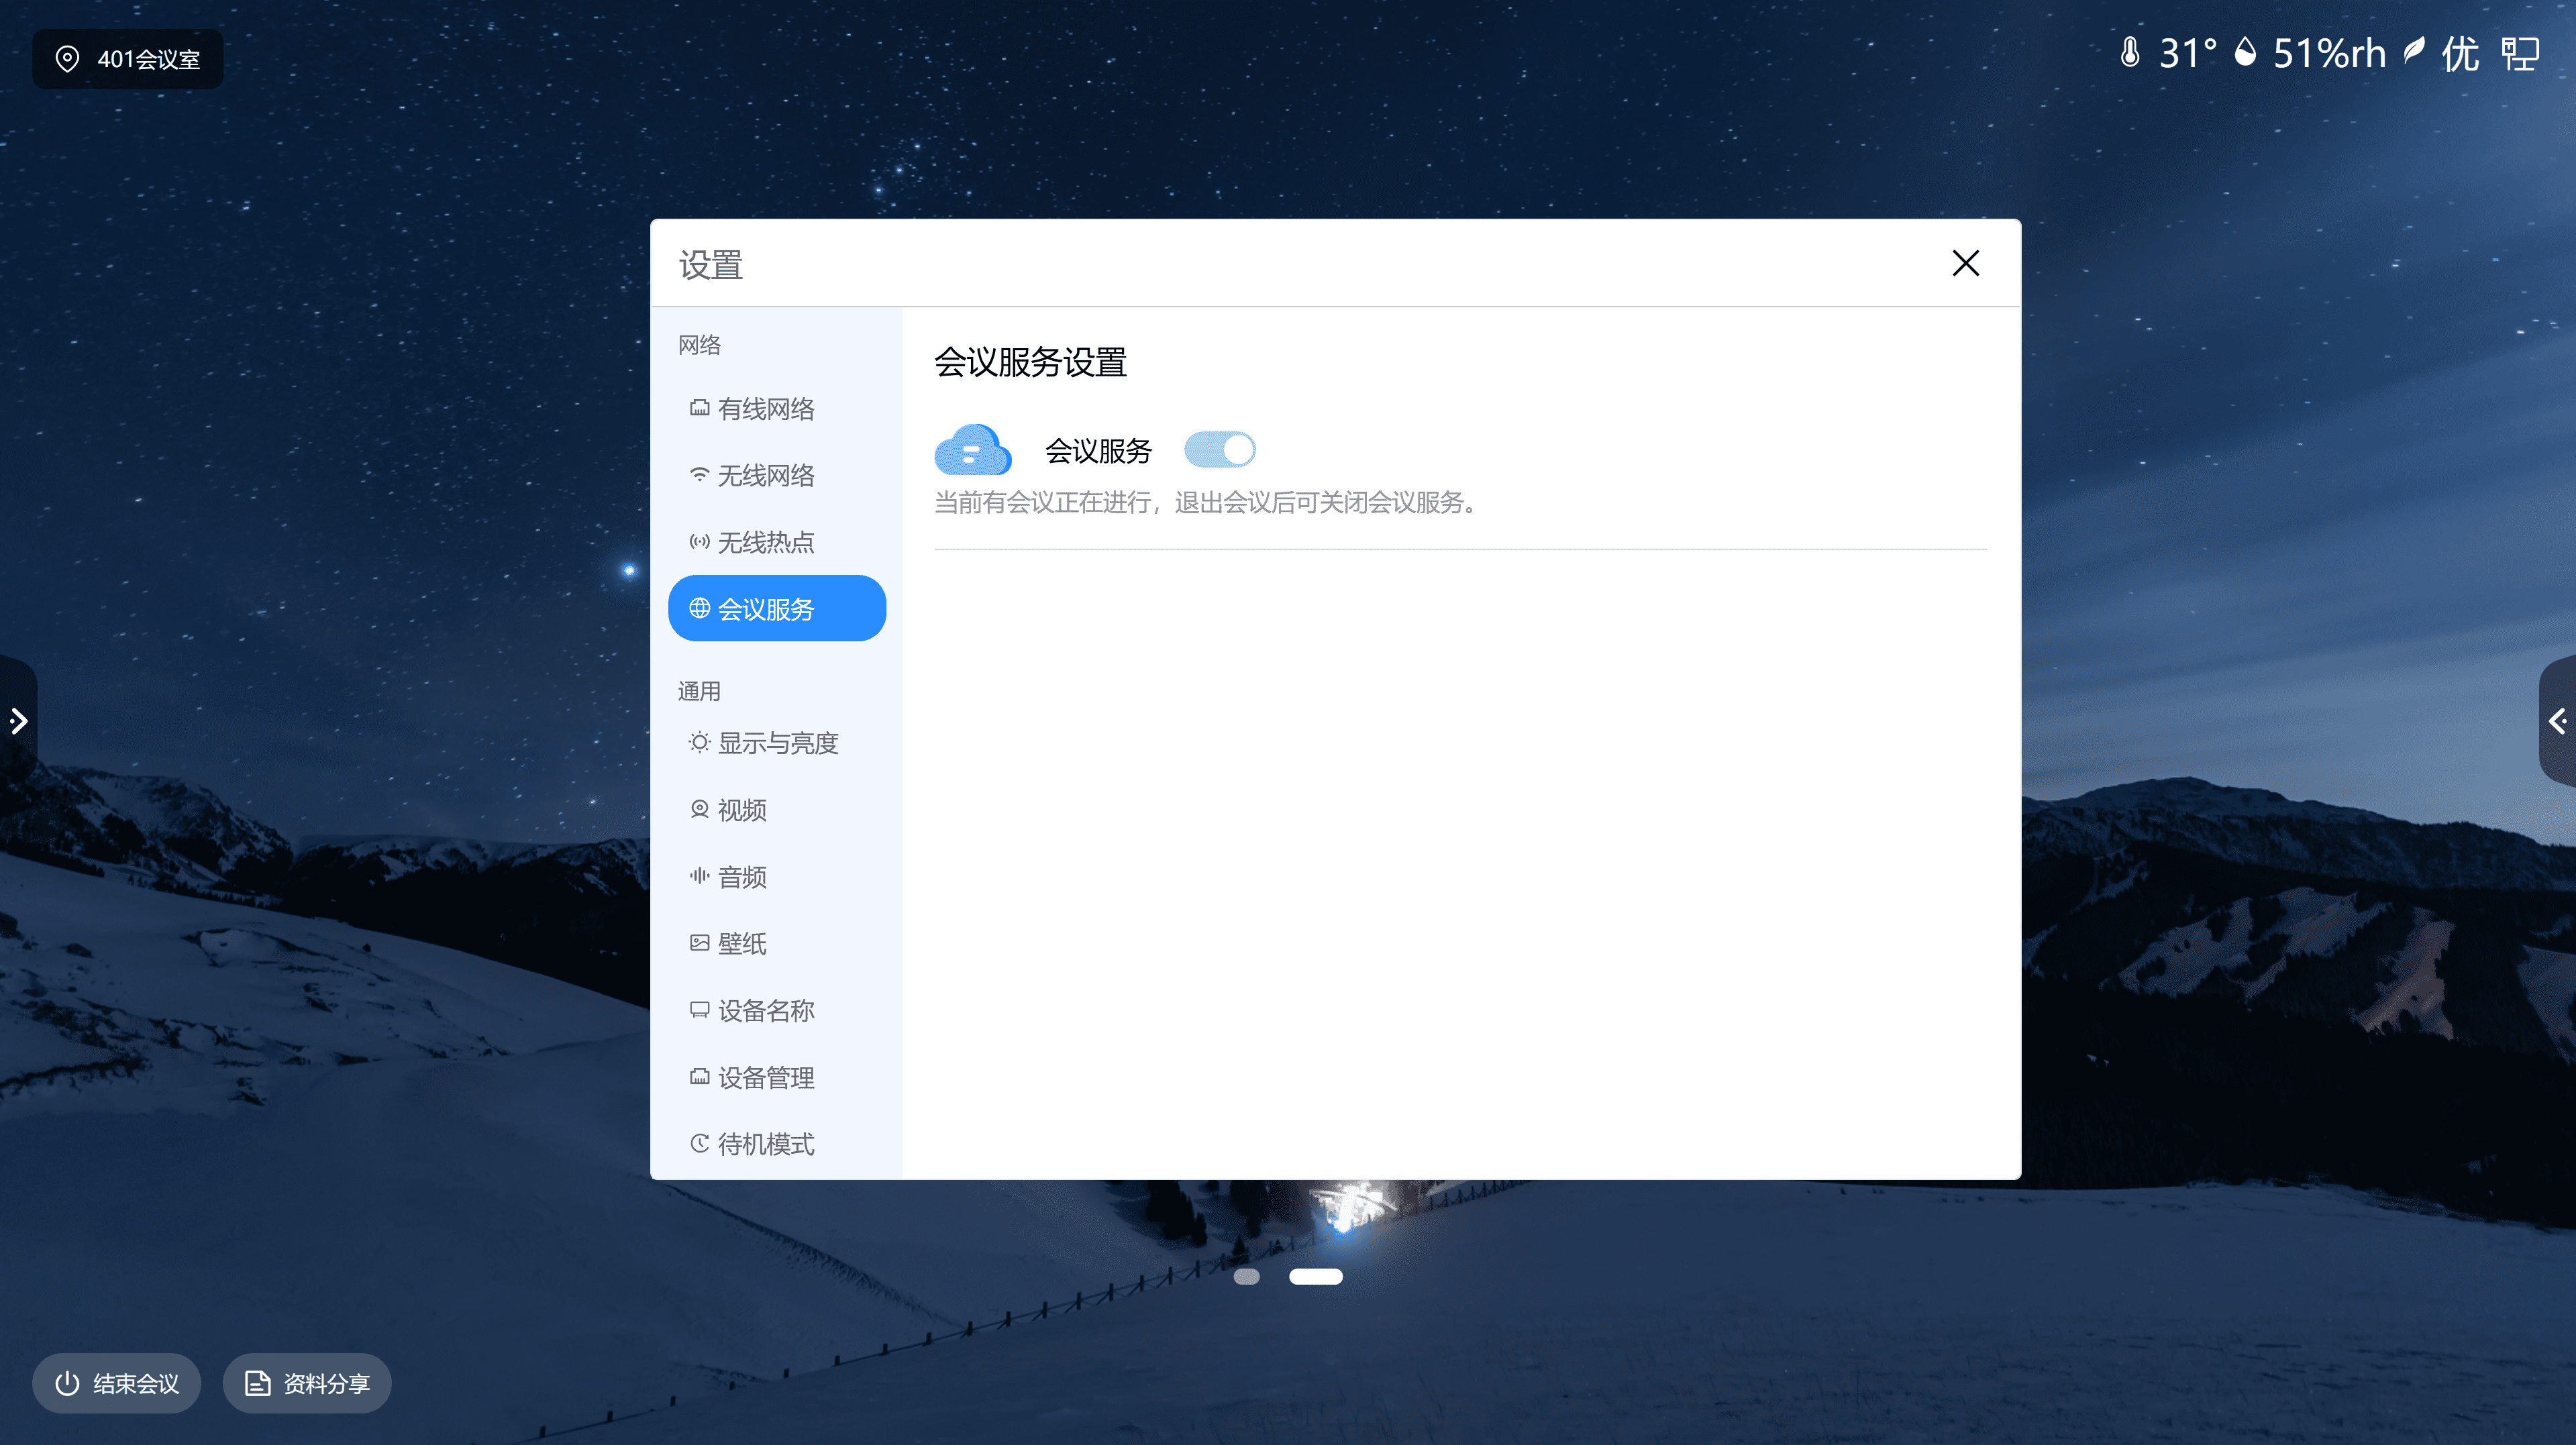 401会议室
31° 51%rh 优
设置
网络
有线网络
无线网络
无线热点
会议服务
通用
显示与亮度
视频
音频
壁纸
设备名称
设备管理
待机模式
会议服务设置
会议服务
当前有会议正在进行，退出会议后可关闭会议服务。
结束会议
资料分享